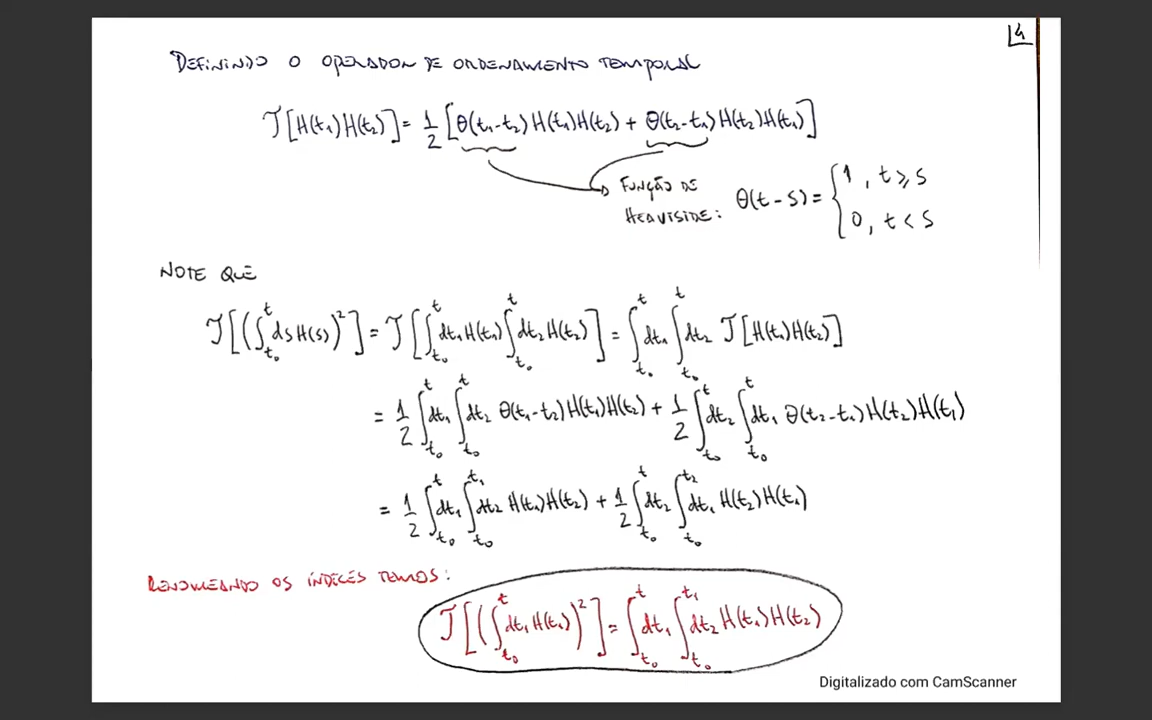 4
DEFININDO O OPERADOR DE ORDENAMENTO TEMPORAL
T[H(t₁)H(t₂)] = 1/2 [θ(t₁-t₂)H(t₁)H(t₂) + θ(t₂-t₁)H(t₂)H(t₁)]
FUNÇÃO DE HEAVISIDE: θ(t-s) = { 1, t ≥ s
0, t < s
NOTE QUE
T[(∫_{t₀}^{t} ds H(s))²] = T[∫_{t₀}^{t} dt₁ H(t₁) ∫_{t₀}^{t} dt₂ H(t₂)] = ∫_{t₀}^{t} dt₁ ∫_{t₀}^{t} dt₂ T[H(t₁)H(t₂)]
= 1/2 ∫_{t₀}^{t} dt₁ ∫_{t₀}^{t} dt₂ θ(t₁-t₂)H(t₁)H(t₂) + 1/2 ∫_{t₀}^{t} dt₂ ∫_{t₀}^{t} dt₁ θ(t₂-t₁)H(t₂)H(t₁)
= 1/2 ∫_{t₀}^{t} dt₁ ∫_{t₀}^{t₁} dt₂ H(t₁)H(t₂) + 1/2 ∫_{t₀}^{t} dt₂ ∫_{t₀}^{t₂} dt₁ H(t₂)H(t₁)
RENOMEANDO OS ÍNDICES TEMOS:
T[(∫_{t₀}^{t} dt₁ H(t₁))²] = ∫_{t₀}^{t} dt₁ ∫_{t₀}^{t₁} dt₂ H(t₁)H(t₂)
Digitalizado com CamScanner